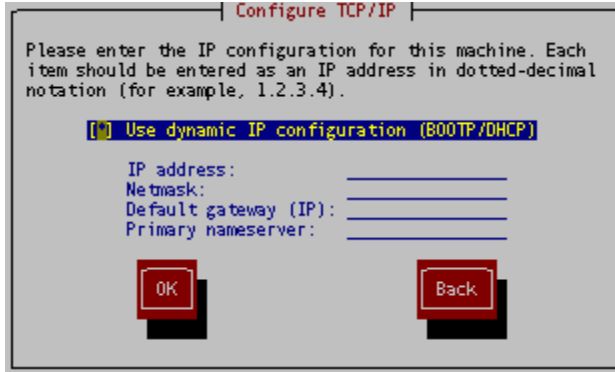 Configure TCP/IP
Please enter the IP configuration for this machine. Each
item should be entered as an IP address in dotted-decimal
notation (for example, 1.2.3.4).
[*] Use dynamic IP configuration (BOOTP/DHCP)
IP address:
Netmask:
Default gateway (IP):
Primary nameserver:
OK Back